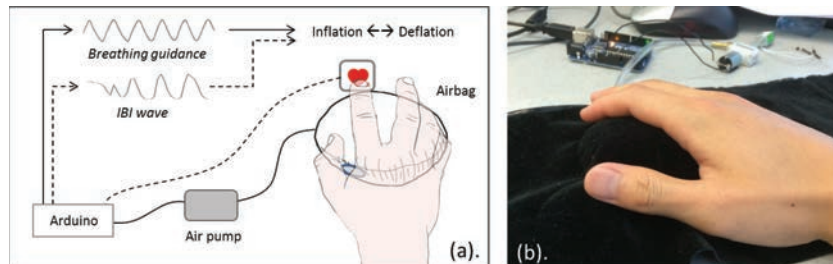 Breathing guidance
Inflation ←→ Deflation
IBI wave
Airbag
Arduino
Air pump
(a).
(b).